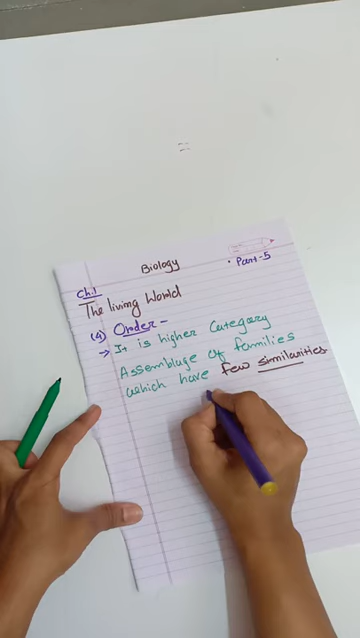 Biology
• Part-5
Ch.1
The living World
(4) Order -
→ It is higher Category
Assemblage of families
which have few similarities